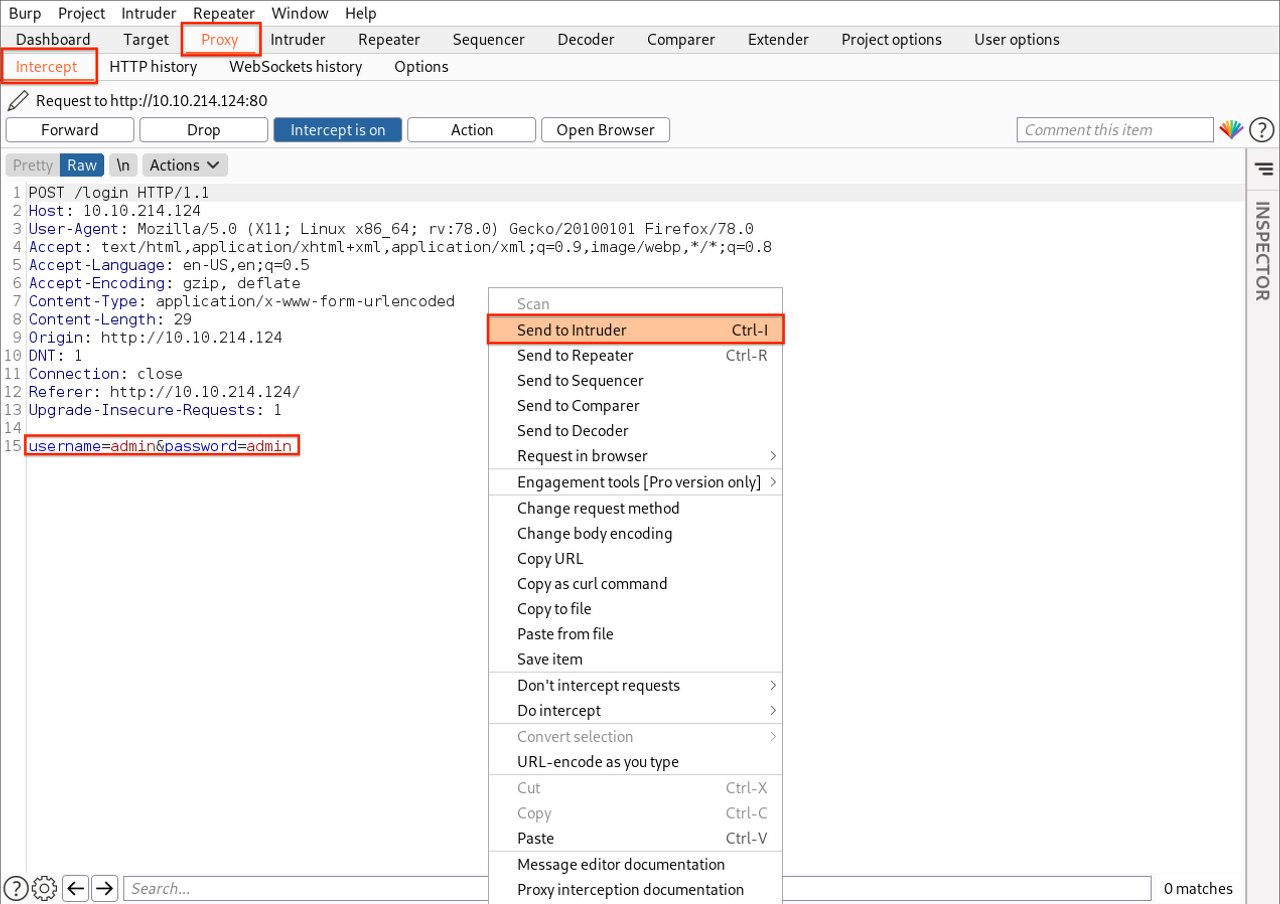 Burp Project Intruder Repeater Window Help
Dashboard Target Proxy Intruder Repeater Sequencer Decoder Comparer Extender Project options User options
Intercept HTTP history WebSockets history Options
Request to http://10.10.214.124:80
Forward Drop Intercept is on Action Open Browser Comment this item ?
Pretty Raw \n Actions
1 POST /login HTTP/1.1
2 Host: 10.10.214.124
3 User-Agent: Mozilla/5.0 (X11; Linux x86_64; rv:78.0) Gecko/20100101 Firefox/78.0
4 Accept: text/html,application/xhtml+xml,application/xml;q=0.9,image/webp,*/*;q=0.8
5 Accept-Language: en-US,en;q=0.5
6 Accept-Encoding: gzip, deflate
7 Content-Type: application/x-www-form-urlencoded
8 Content-Length: 29
9 Origin: http://10.10.214.124
10 DNT: 1
11 Connection: close
12 Referer: http://10.10.214.124/
13 Upgrade-Insecure-Requests: 1
14
15 username=admin&password=admin
Scan
Send to Intruder Ctrl-I
Send to Repeater Ctrl-R
Send to Sequencer
Send to Comparer
Send to Decoder
Request in browser
Engagement tools [Pro version only]
Change request method
Change body encoding
Copy URL
Copy as curl command
Copy to file
Paste from file
Save item
Don't intercept requests
Do intercept
Convert selection
URL-encode as you type
Cut Ctrl-X
Copy Ctrl-C
Paste Ctrl-V
Message editor documentation
Proxy interception documentation
INSPECTOR
? Search... 0 matches